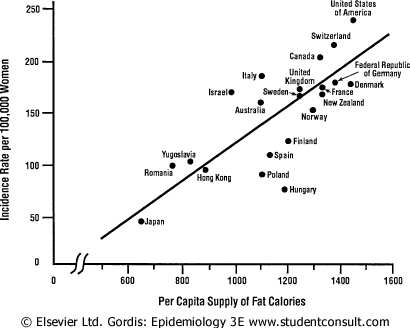 United States
of America
250
Switzerland
200
Canada
Italy
United
Kingdom
Federal Republic
of Germany
Israel
Sweden
France
Denmark
150
Australia
New Zealand
Norway
Finland
100
Yugoslavia
Spain
Romania
Hong Kong
Poland
Hungary
50
Japan
0
0
600
800
1000
1200
1400
1600
Incidence Rate per 100,000 Women
Per Capita Supply of Fat Calories
© Elsevier Ltd. Gordis: Epidemiology 3E www.studentconsult.com